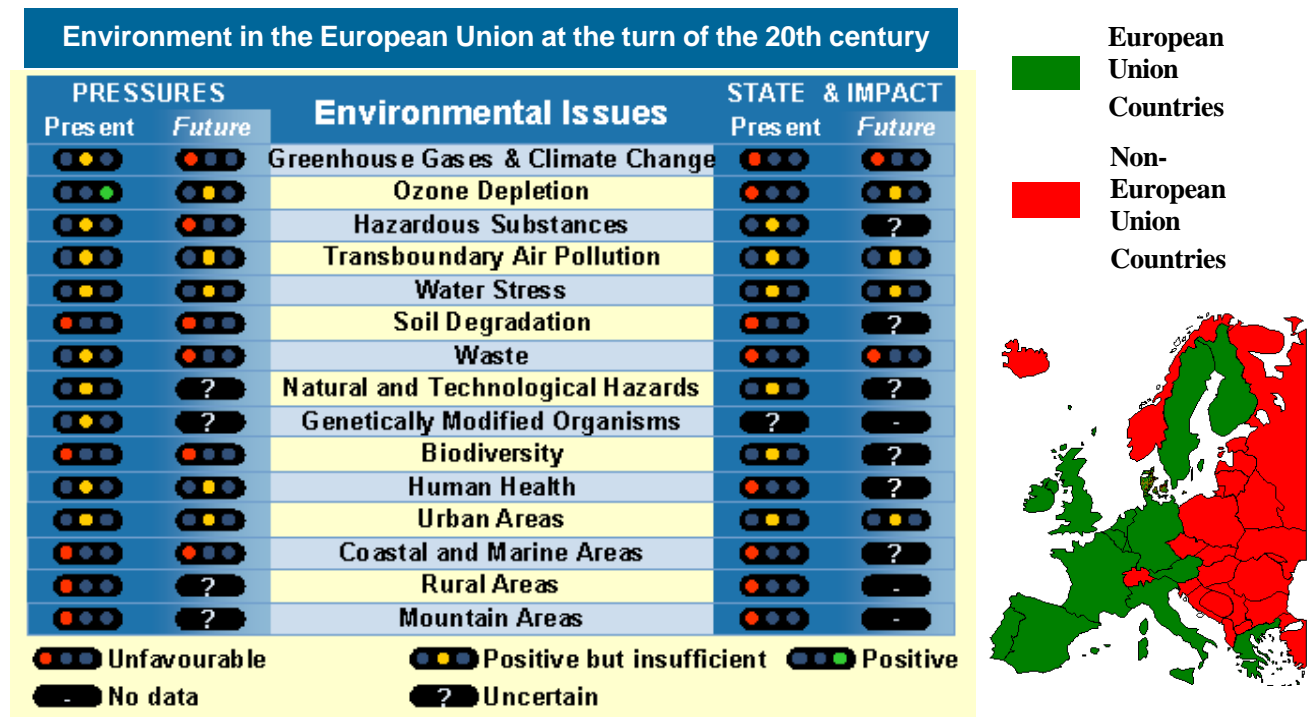 Environment in the European Union at the turn of the 20th century
PRESSURES
Present Future
Environmental Issues
STATE & IMPACT
Present Future
Greenhouse Gases & Climate Change
Ozone Depletion
Hazardous Substances ?
Transboundary Air Pollution
Water Stress
Soil Degradation ?
Waste
? Natural and Technological Hazards ?
? Genetically Modified Organisms ? -
Biodiversity ?
Human Health ?
Urban Areas
Coastal and Marine Areas ?
? Rural Areas -
? Mountain Areas -
Unfavourable Positive but insufficient Positive
- No data ? Uncertain
European
Union
Countries
Non-
European
Union
Countries